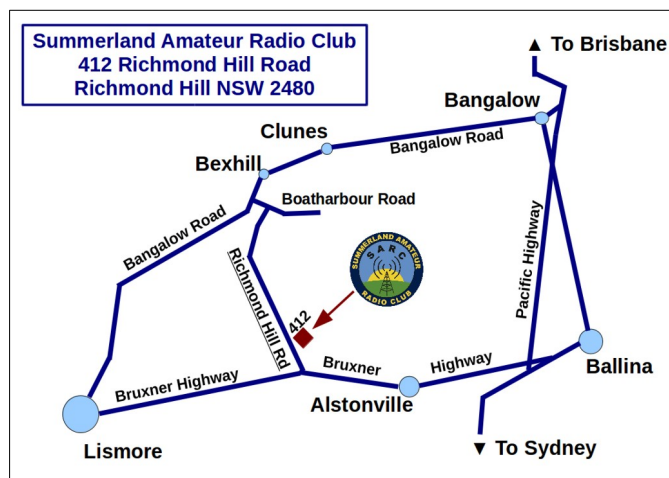 Summerland Amateur Radio Club
412 Richmond Hill Road
Richmond Hill NSW 2480
▲ To Brisbane
Bangalow
Clunes
Bangalow Road
Bexhill
Boatharbour Road
Bangalow Road
SUMMERLAND AMATEUR
SARC
RADIO CLUB
Pacific Highway
Richmond Hill Rd
412
Bruxner Highway
Bruxner
Highway
Ballina
Alstonville
Lismore
▼ To Sydney